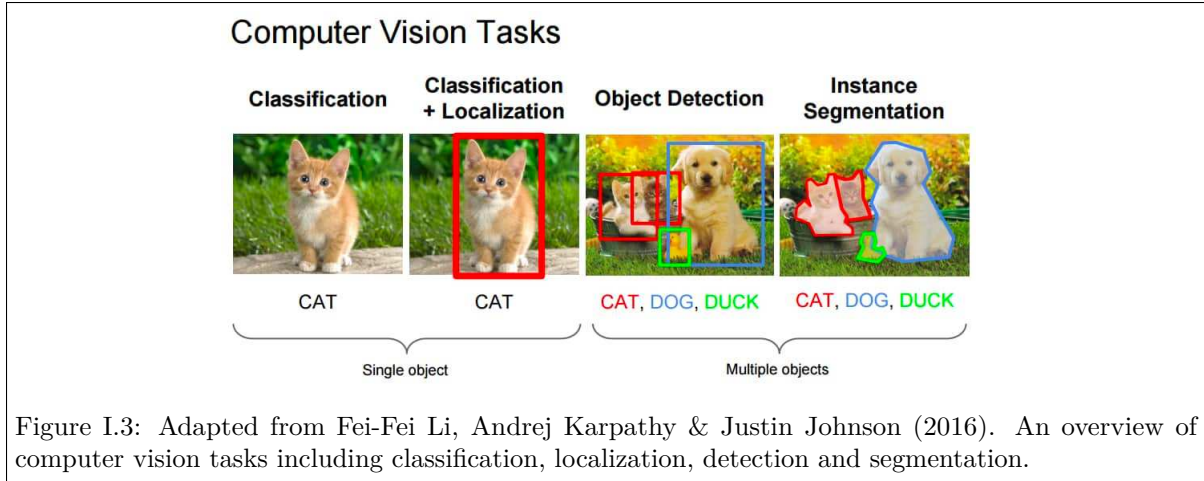 Computer Vision Tasks
Classification
Classification
+ Localization
Object Detection
Instance
Segmentation
CAT
CAT
CAT, DOG, DUCK
CAT, DOG, DUCK
Single object
Multiple objects
Figure I.3: Adapted from Fei-Fei Li, Andrej Karpathy & Justin Johnson (2016). An overview of
computer vision tasks including classification, localization, detection and segmentation.